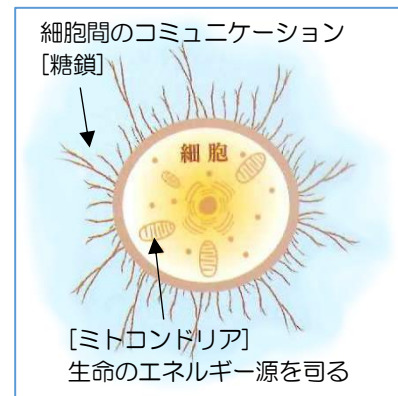 細胞間のコミュニケーション
[糖鎖]
細胞
[ミトコンドリア]
生命のエネルギー源を司る